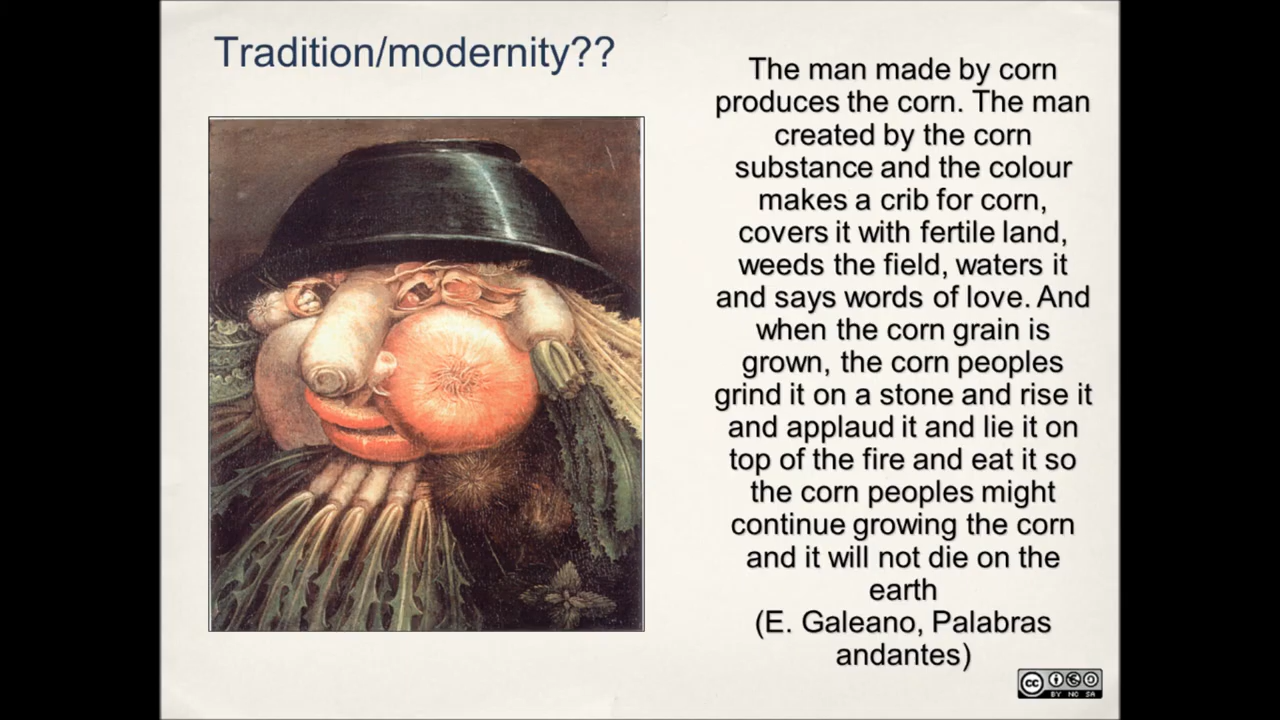 Tradition/modernity??
The man made by corn
produces the corn. The man
created by the corn
substance and the colour
makes a crib for corn,
covers it with fertile land,
weeds the field, waters it
and says words of love. And
when the corn grain is
grown, the corn peoples
grind it on a stone and rise it
and applaud it and lie it on
top of the fire and eat it so
the corn peoples might
continue growing the corn
and it will not die on the
earth
(E. Galeano, Palabras
andantes)
cc
BY NC SA